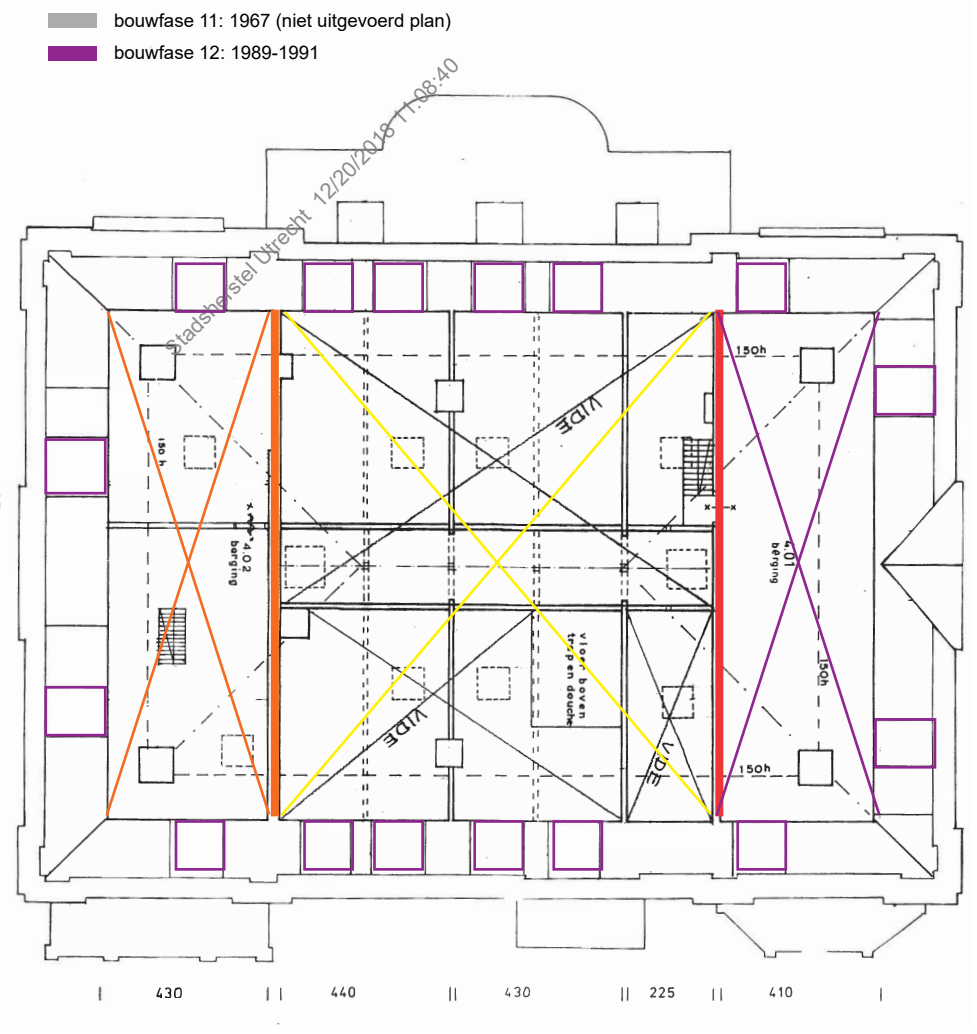 bouwfase 11: 1967 (niet uitgevoerd plan)
bouwfase 12: 1989-1991
Stadsherstel Utrecht 12/20/2018 11:08:40
150h
150 h
VIDE
4.02
berging
4.01
berging
vloer boven
trap en douche
150h
VIDE
VIDE
150h
430
440
430
225
410